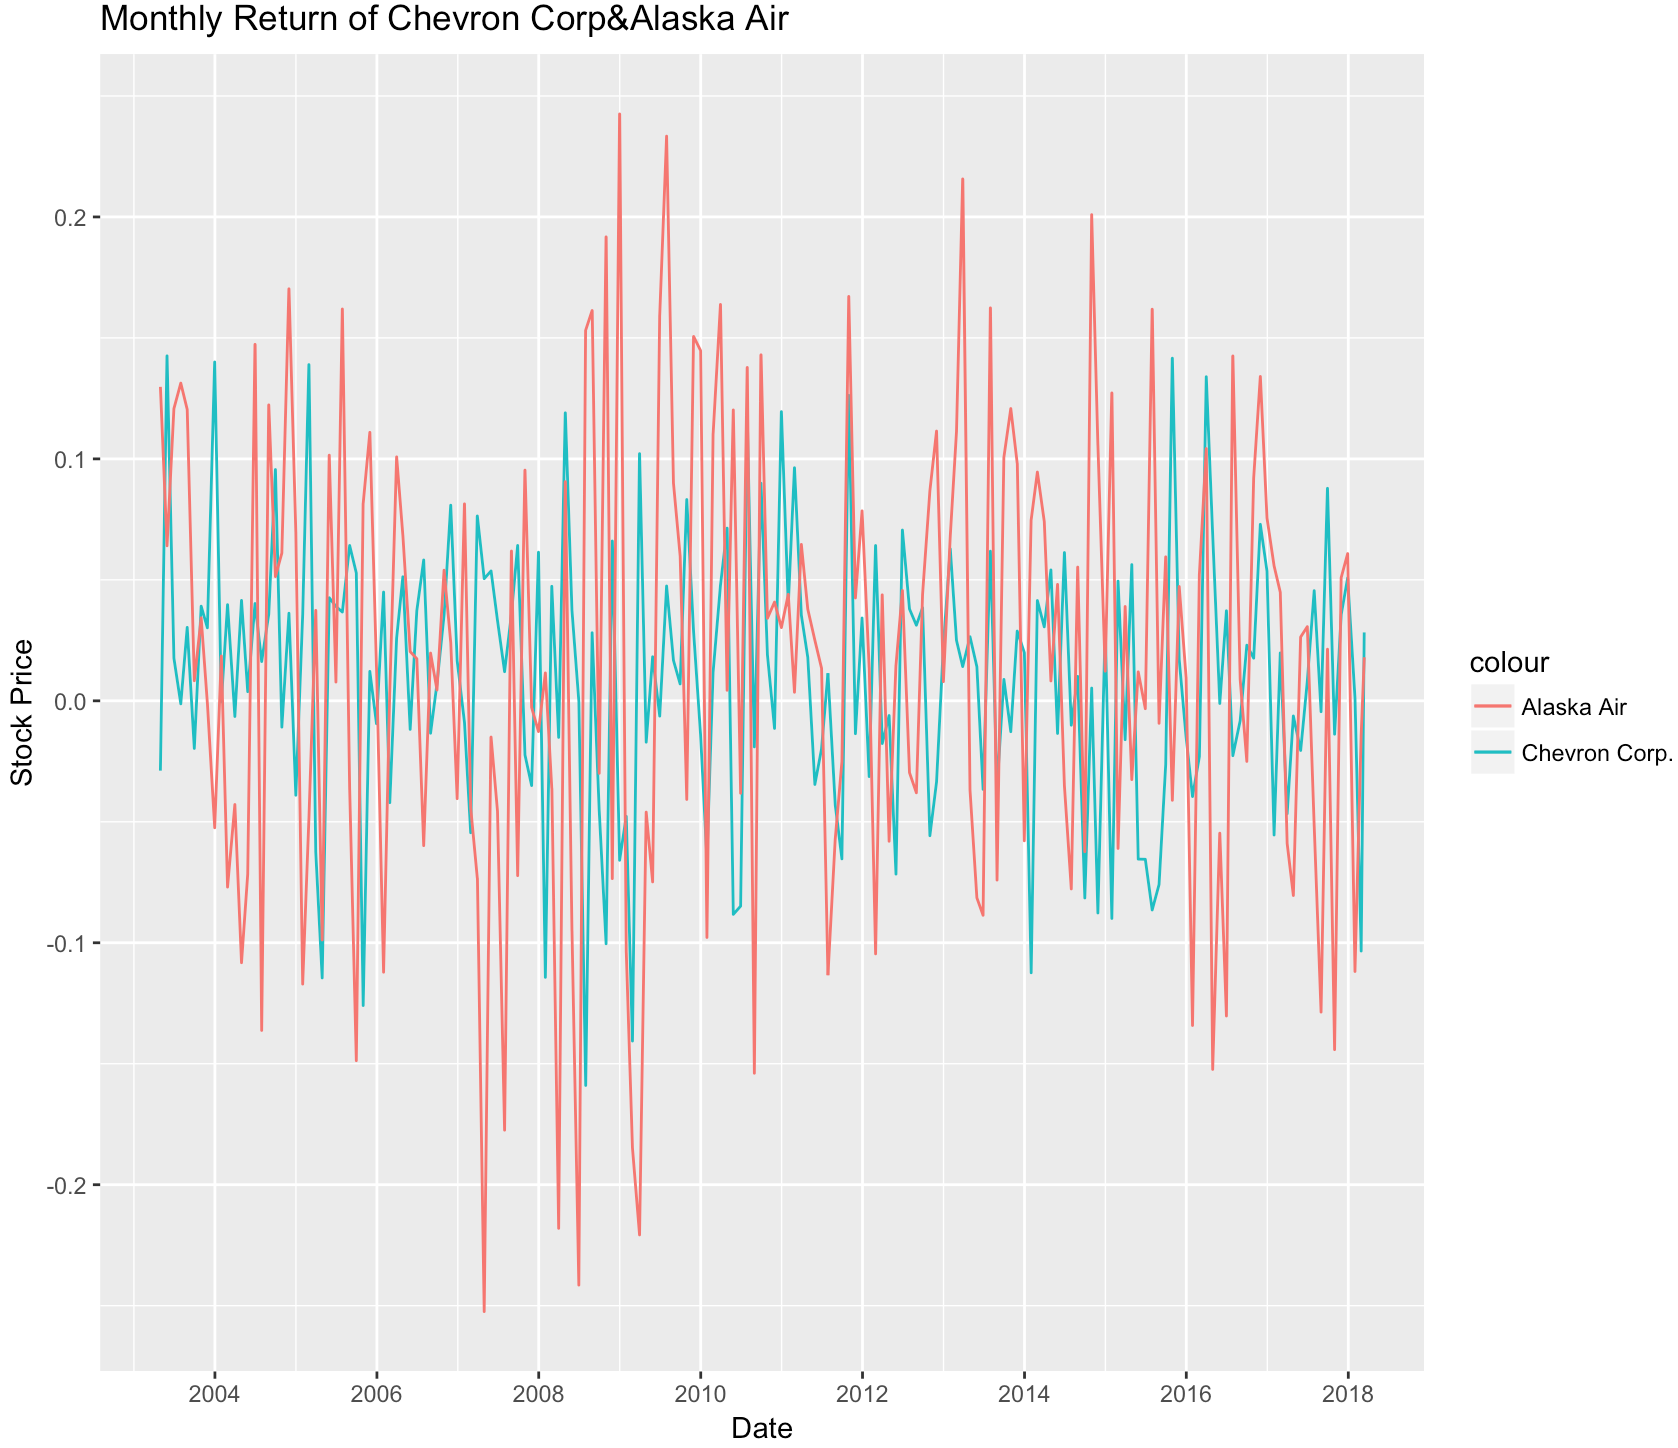 Monthly Return of Chevron Corp&Alaska Air
Stock Price
0.2
0.1
0.0
-0.1
-0.2
2004 2006 2008 2010 2012 2014 2016 2018
Date
colour
Alaska Air
Chevron Corp.